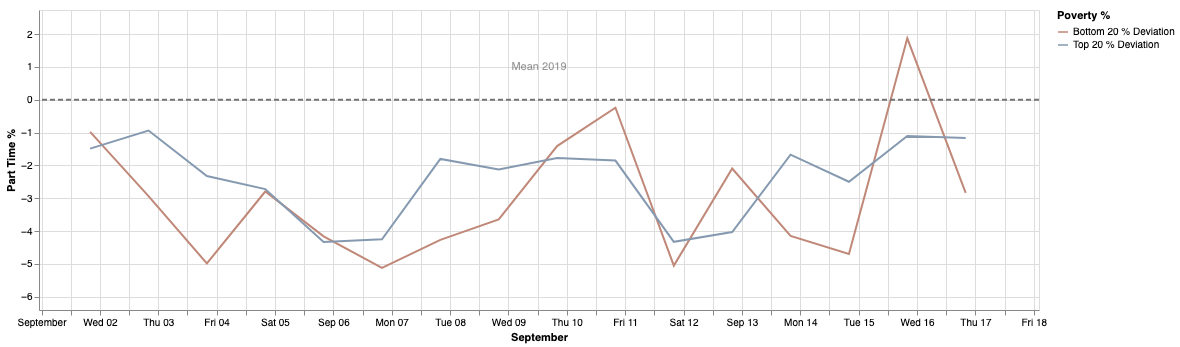 Poverty %
Bottom 20 % Deviation
Top 20 % Deviation
2
1
Mean 2019
0
−1
−2
−3
−4
−5
−6
Part Time %
September Wed 02 Thu 03 Fri 04 Sat 05 Sep 06 Mon 07 Tue 08 Wed 09 Thu 10 Fri 11 Sat 12 Sep 13 Mon 14 Tue 15 Wed 16 Thu 17 Fri 18
September